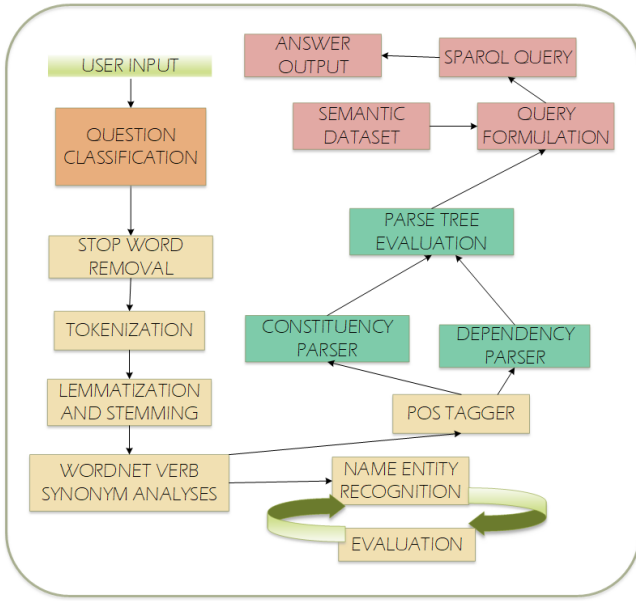 USER INPUT
QUESTION
CLASSIFICATION
STOP WORD
REMOVAL
TOKENIZATION
LEMMATIZATION
AND STEMMING
WORDNET VERB
SYNONYM ANALYSES
NAME ENTITY
RECOGNITION
EVALUATION
POS TAGGER
CONSTITUENCY
PARSER
DEPENDENCY
PARSER
PARSE TREE
EVALUATION
SEMANTIC
DATASET
QUERY
FORMULATION
SPARQL QUERY
ANSWER
OUTPUT